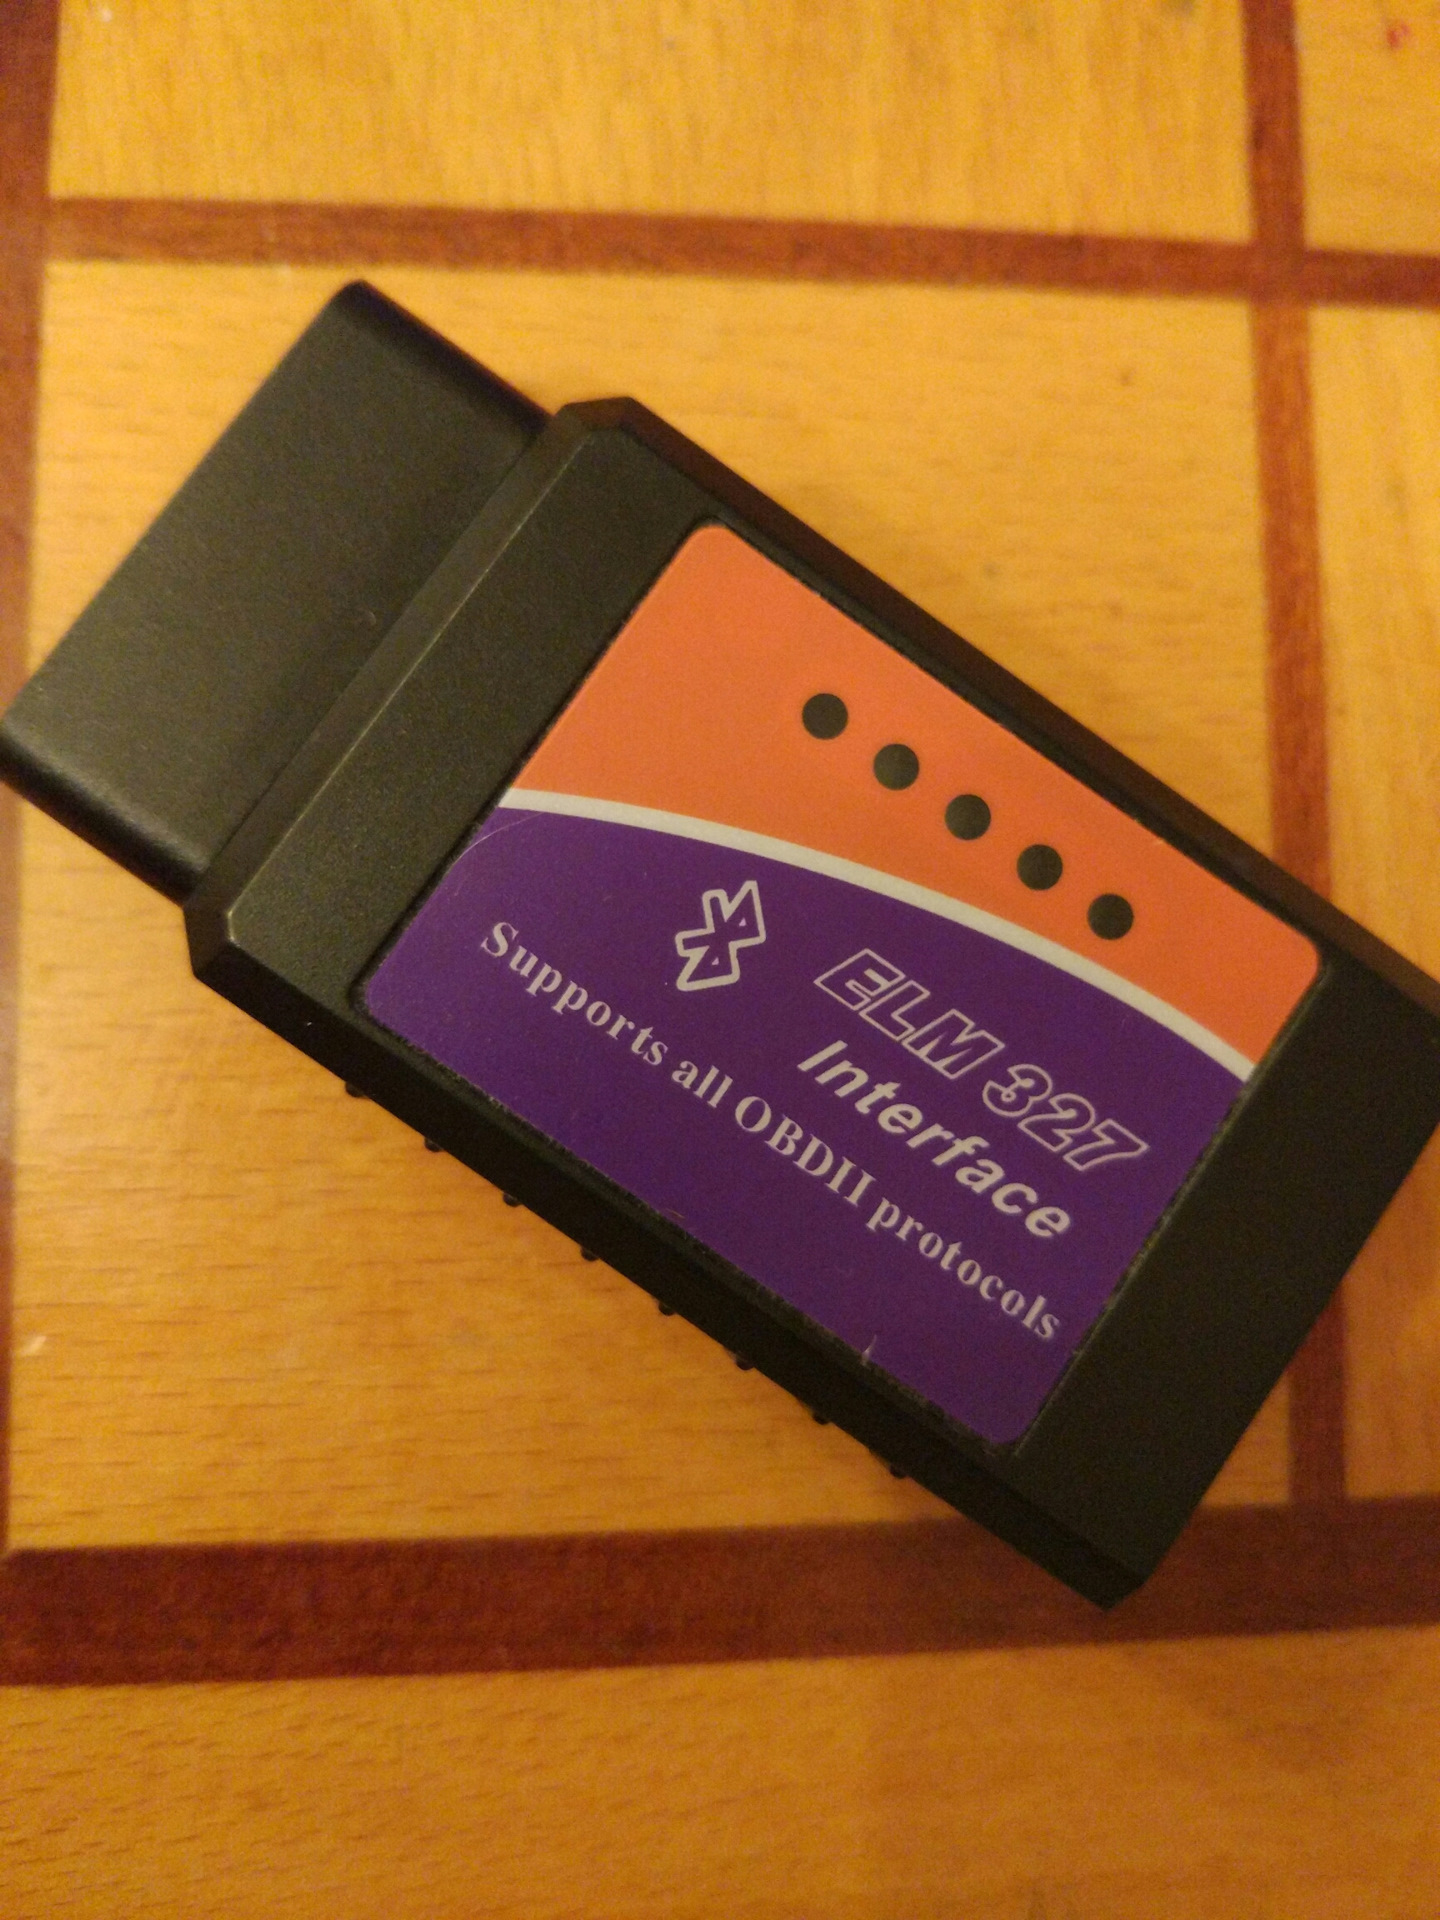 ELM 327
Interface
Supports all OBDII protocols